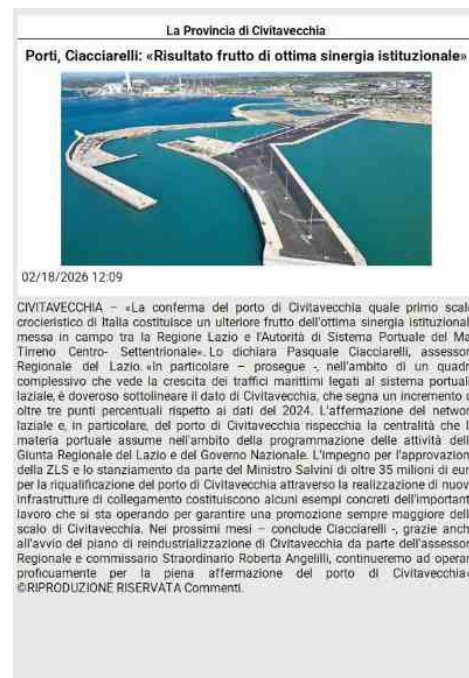 La Provincia di Civitavecchia
Porti, Ciacciarelli: «Risultato frutto di ottima sinergia istituzionale»
02/18/2026 12:09
CIVITAVECCHIA – «La conferma del porto di Civitavecchia quale primo scal
crocieristico di Italia costituisce un ulteriore frutto dell'ottima sinergia istituzional
messa in campo tra la Regione Lazio e l'Autorità di Sistema Portuale del Ma
Tirreno Centro- Settentrionale». Lo dichiara Pasquale Ciacciarelli, assessor
Regionale del Lazio. «In particolare – prosegue -, nell'ambito di un quadr
complessivo che vede la crescita dei traffici marittimi legati al sistema portual
laziale, è doveroso sottolineare il dato di Civitavecchia, che segna un incremento d
oltre tre punti percentuali rispetto ai dati del 2024. L'affermazione del networ
laziale e, in particolare, del porto di Civitavecchia rispecchia la centralità che l
materia portuale assume nell'ambito della programmazione delle attività dell
Giunta Regionale del Lazio e del Governo Nazionale. L'impegno per l'approvazion
della ZLS e lo stanziamento da parte del Ministro Salvini di oltre 35 milioni di eur
per la riqualificazione del porto di Civitavecchia attraverso la realizzazione di nuov
infrastrutture di collegamento costituiscono alcuni esempi concreti dell'important
lavoro che si sta operando per garantire una promozione sempre maggiore dell
scalo di Civitavecchia. Nei prossimi mesi – conclude Ciacciarelli -, grazie anch
all'avvio del piano di reindustrializzazione di Civitavecchia da parte dell'assessor
Regionale e commissario Straordinario Roberta Angelilli, continueremo ad operar
proficuamente per la piena affermazione del porto di Civitavecchia»
©RIPRODUZIONE RISERVATA Commenti.